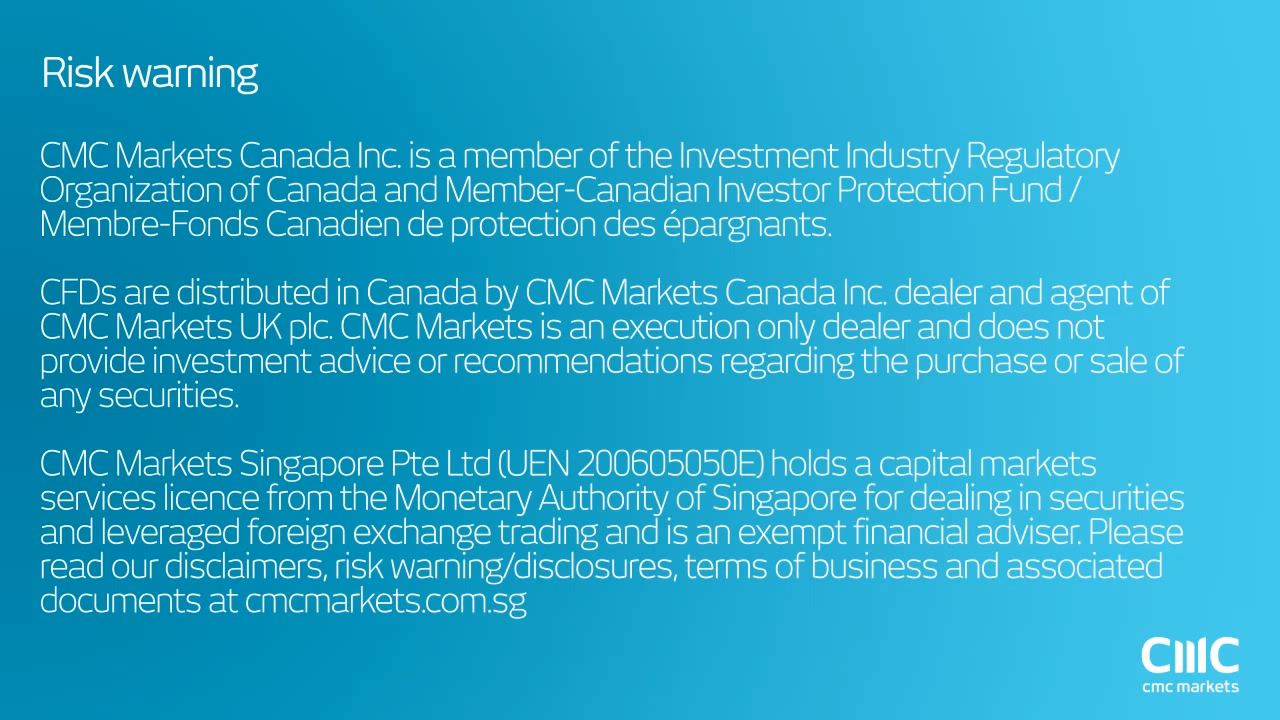 Risk warning
CMC Markets Canada Inc. is a member of the Investment Industry Regulatory
Organization of Canada and Member-Canadian Investor Protection Fund /
Membre-Fonds Canadien de protection des épargnants.
CFDs are distributed in Canada by CMC Markets Canada Inc. dealer and agent of
CMC Markets UK plc. CMC Markets is an execution only dealer and does not
provide investment advice or recommendations regarding the purchase or sale of
any securities.
CMC Markets Singapore Pte Ltd (UEN 200605050E) holds a capital markets
services licence from the Monetary Authority of Singapore for dealing in securities
and leveraged foreign exchange trading and is an exempt financial adviser. Please
read our disclaimers, risk warning/disclosures, terms of business and associated
documents at cmcmarkets.com.sg
CMC
cmc markets